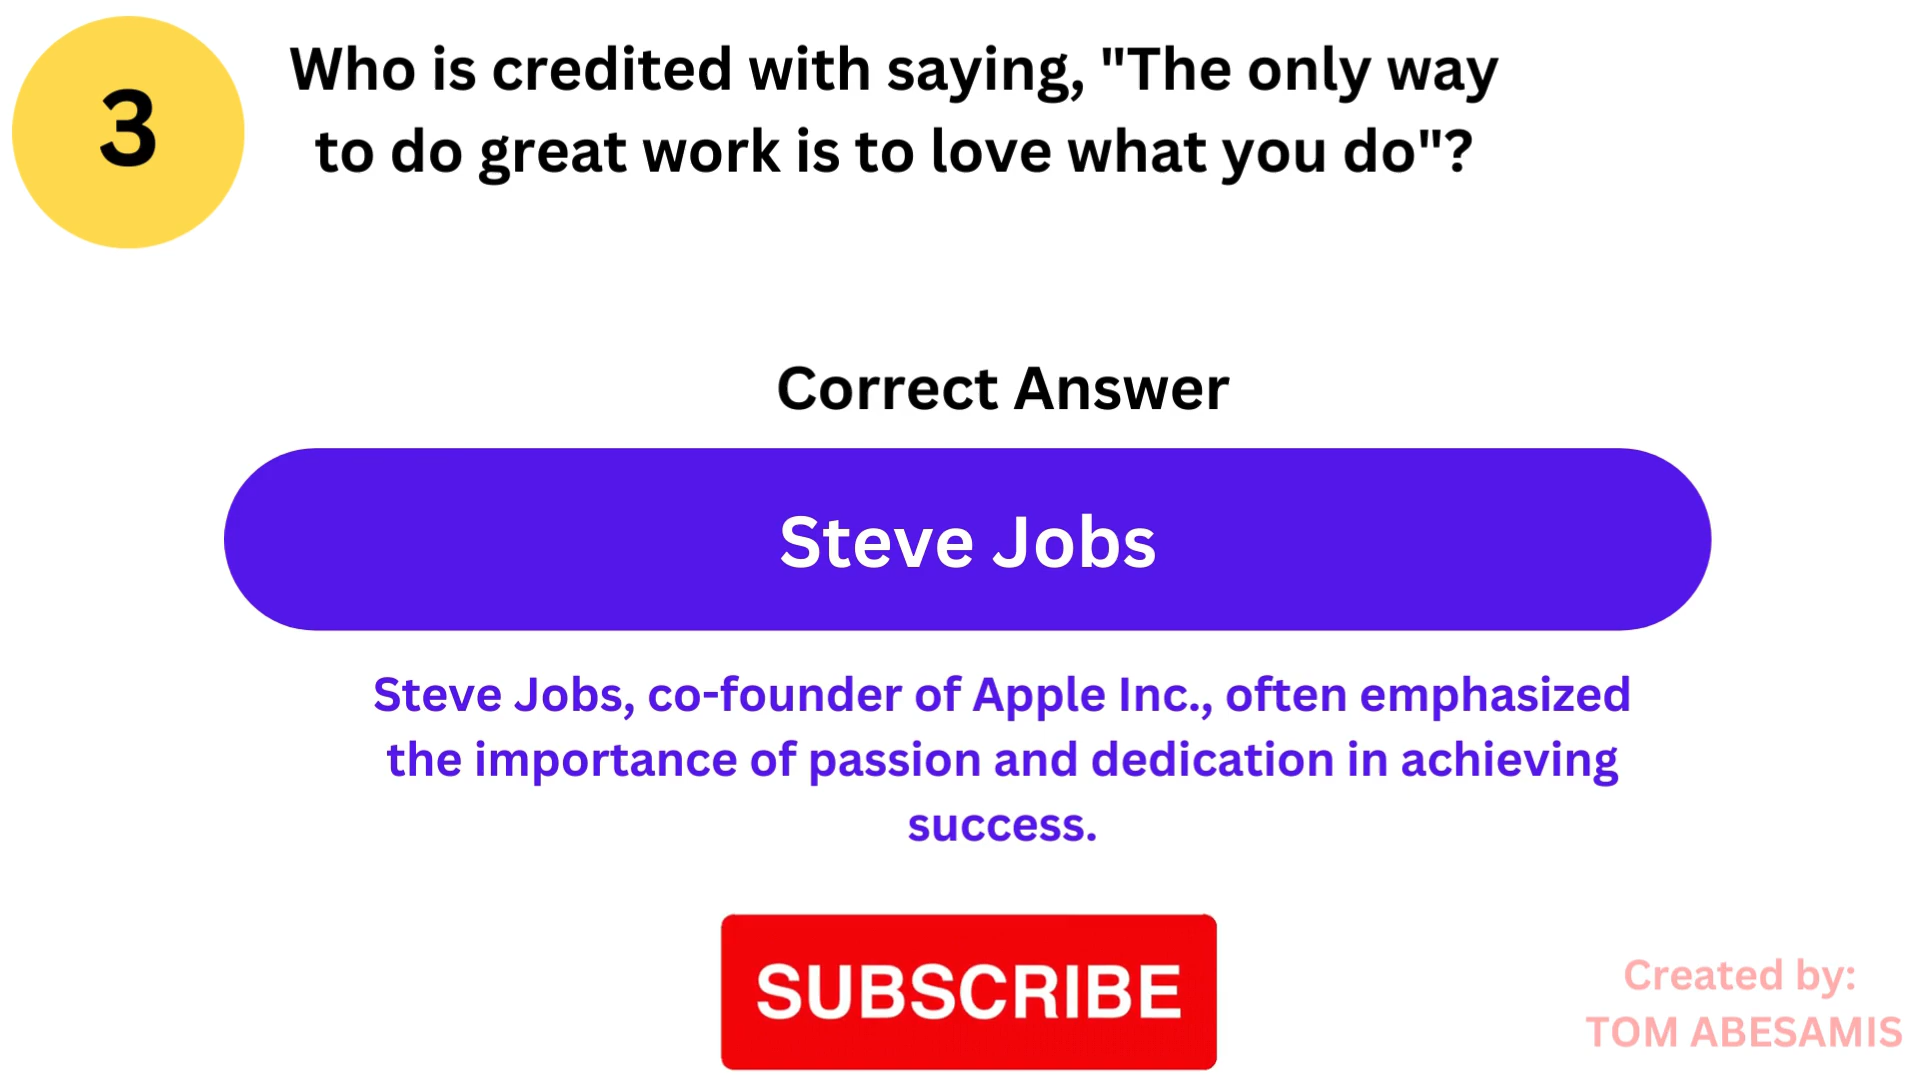 3
Who is credited with saying, "The only way
to do great work is to love what you do"?
Correct Answer
Steve Jobs
Steve Jobs, co-founder of Apple Inc., often emphasized
the importance of passion and dedication in achieving
success.
SUBSCRIBE
Created by:
TOM ABESAMIS